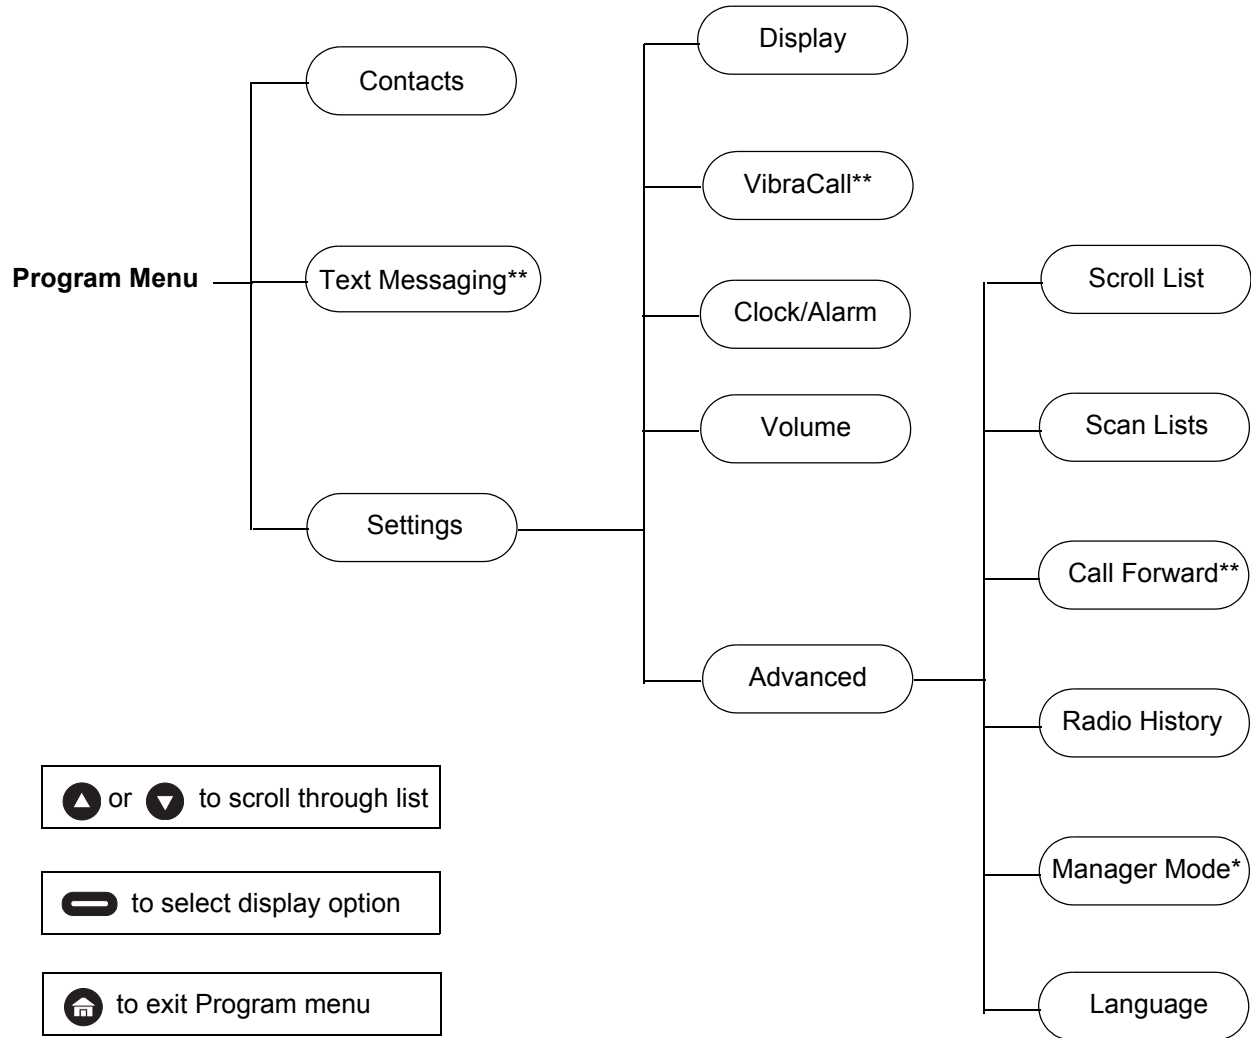 Program Menu
Contacts
Text Messaging**
Settings
Display
VibraCall**
Clock/Alarm
Volume
Advanced
Scroll List
Scan Lists
Call Forward**
Radio History
Manager Mode*
Language
or to scroll through list
to select display option
to exit Program menu